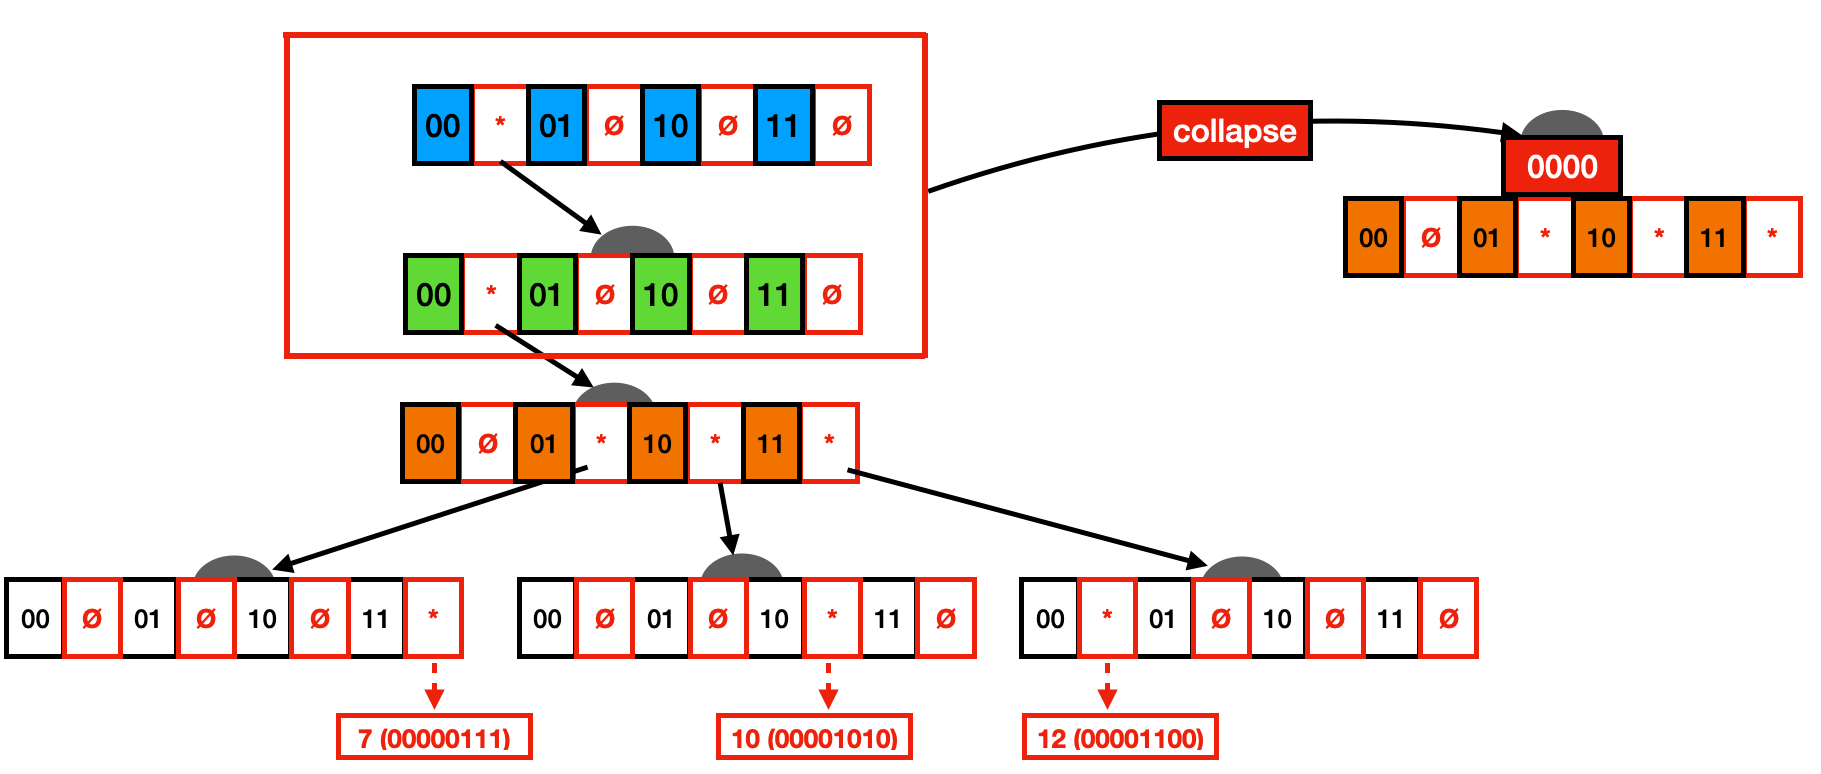 00 * 01 Ø 10 Ø 11 Ø
collapse
0000
00 Ø 01 * 10 * 11 *
00 * 01 Ø 10 Ø 11 Ø
00 Ø 01 * 10 * 11 *
00 Ø 01 Ø 10 Ø 11 *
00 Ø 01 Ø 10 * 11 Ø
00 * 01 Ø 10 Ø 11 Ø
7 (00000111)
10 (00001010)
12 (00001100)